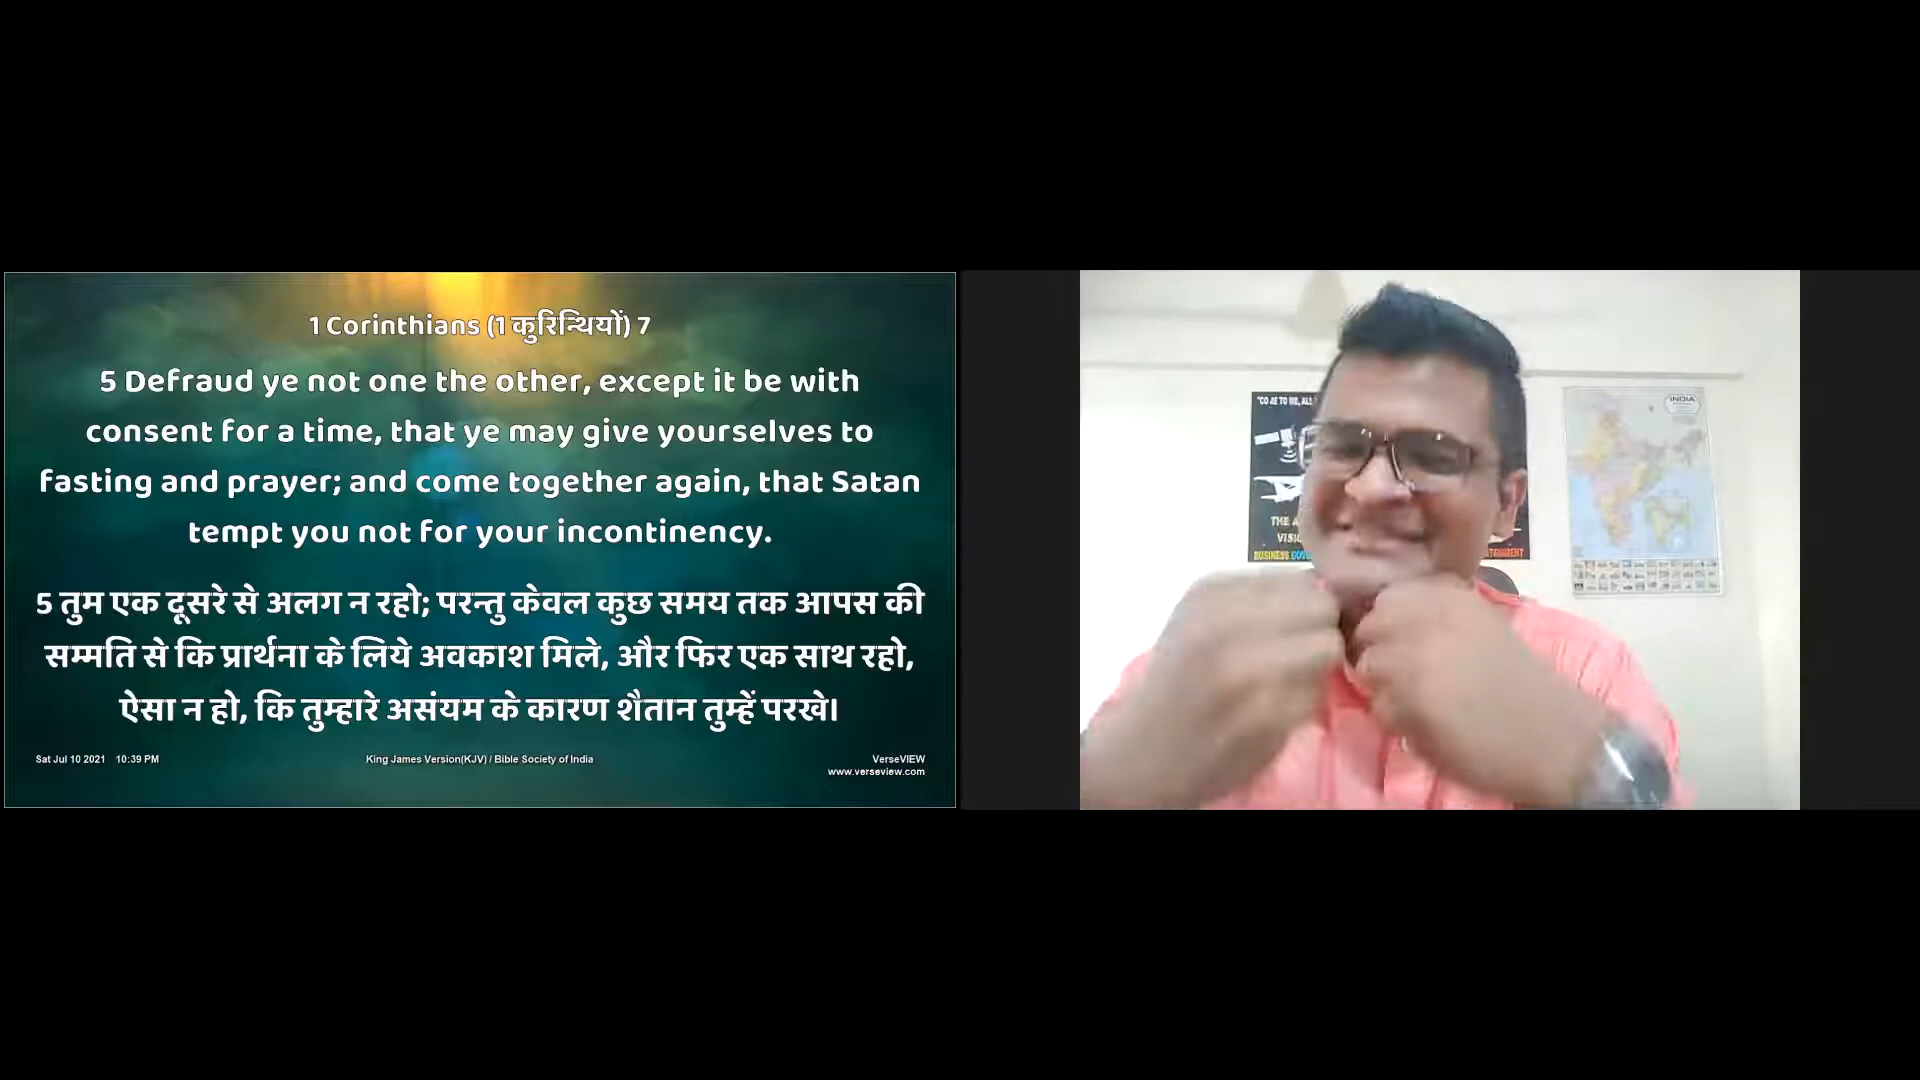 1 Corinthians (1 कुरिन्थियों) 7
5 Defraud ye not one the other, except it be with
consent for a time, that ye may give yourselves to
fasting and prayer; and come together again, that Satan
tempt you not for your incontinency.
5 तुम एक दूसरे से अलग न रहो; परन्तु केवल कुछ समय तक आपस की
सम्मति से कि प्रार्थना के लिये अवकाश मिले, और फिर एक साथ रहो,
ऐसा न हो, कि तुम्हारे असंयम के कारण शैतान तुम्हें परखे।
Sat Jul 10 2021 10:39 PM
King James Version(KJV) / Bible Society of India
VerseVIEW
www.verseview.com
TO ME,
THE
BUSINESS
INDIA